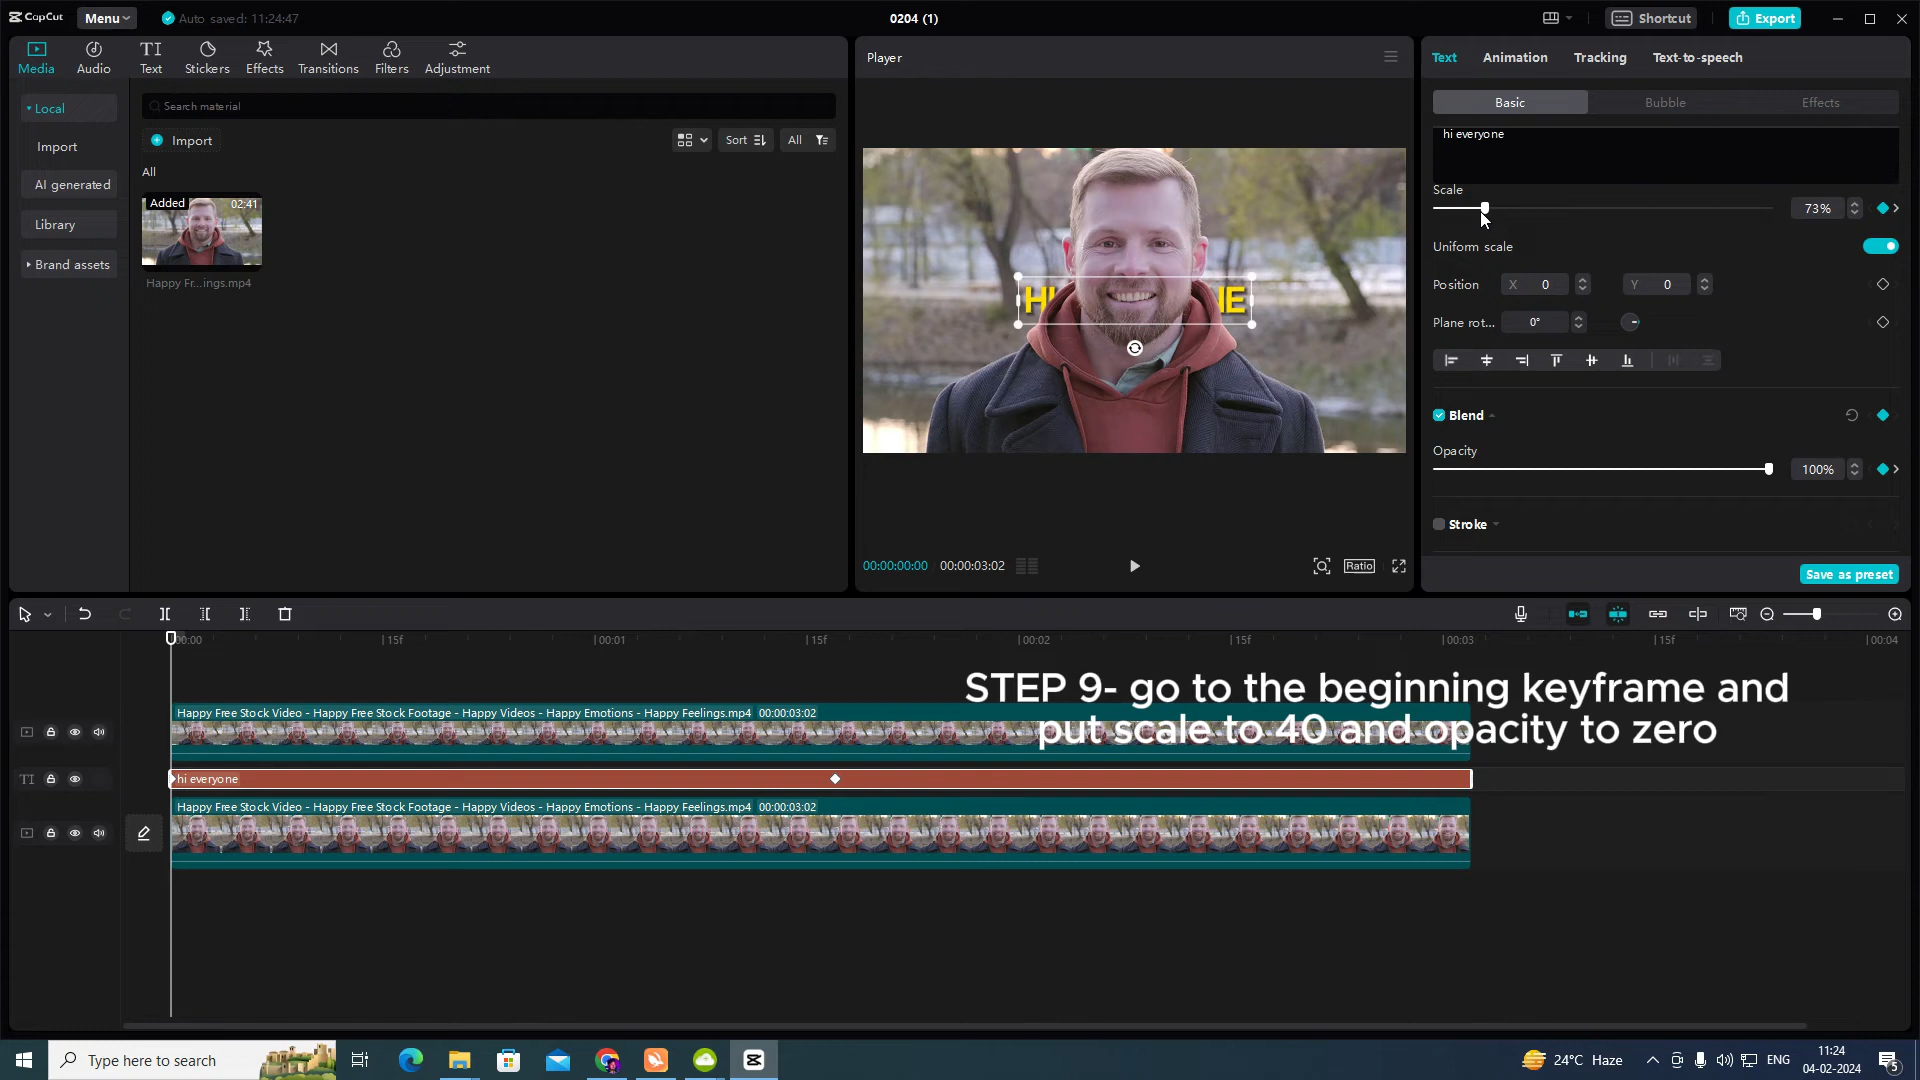 CapCut
Menu
Auto saved: 11:24:47
0204 (1)
Shortcut
Export
Media
Audio
Text
Stickers
Effects
Transitions
Filters
Adjustment
Local
Import
AI generated
Library
Brand assets
Search material
Import
Sort
All
All
Added
02:41
Happy Fr...ings.mp4
Player
HI
NE
00:00:00:00
00:00:03:02
Ratio
Text
Animation
Tracking
Text-to-speech
Basic
Bubble
Effects
hi everyone
Scale
73%
Uniform scale
Position
X 0
Y 0
Plane rot...
0°
Blend
Opacity
100%
Stroke
Save as preset
00:00
15f
00:01
15f
00:02
15f
00:03
15f
00:04
STEP 9- go to the beginning keyframe and
put scale to 40 and opacity to zero
Happy Free Stock Video - Happy Free Stock Footage - Happy Videos - Happy Emotions - Happy Feelings.mp4 00:00:03:02
TI
hi everyone
Happy Free Stock Video - Happy Free Stock Footage - Happy Videos - Happy Emotions - Happy Feelings.mp4 00:00:03:02
Type here to search
24°C Haze
ENG
11:24
04-02-2024
5